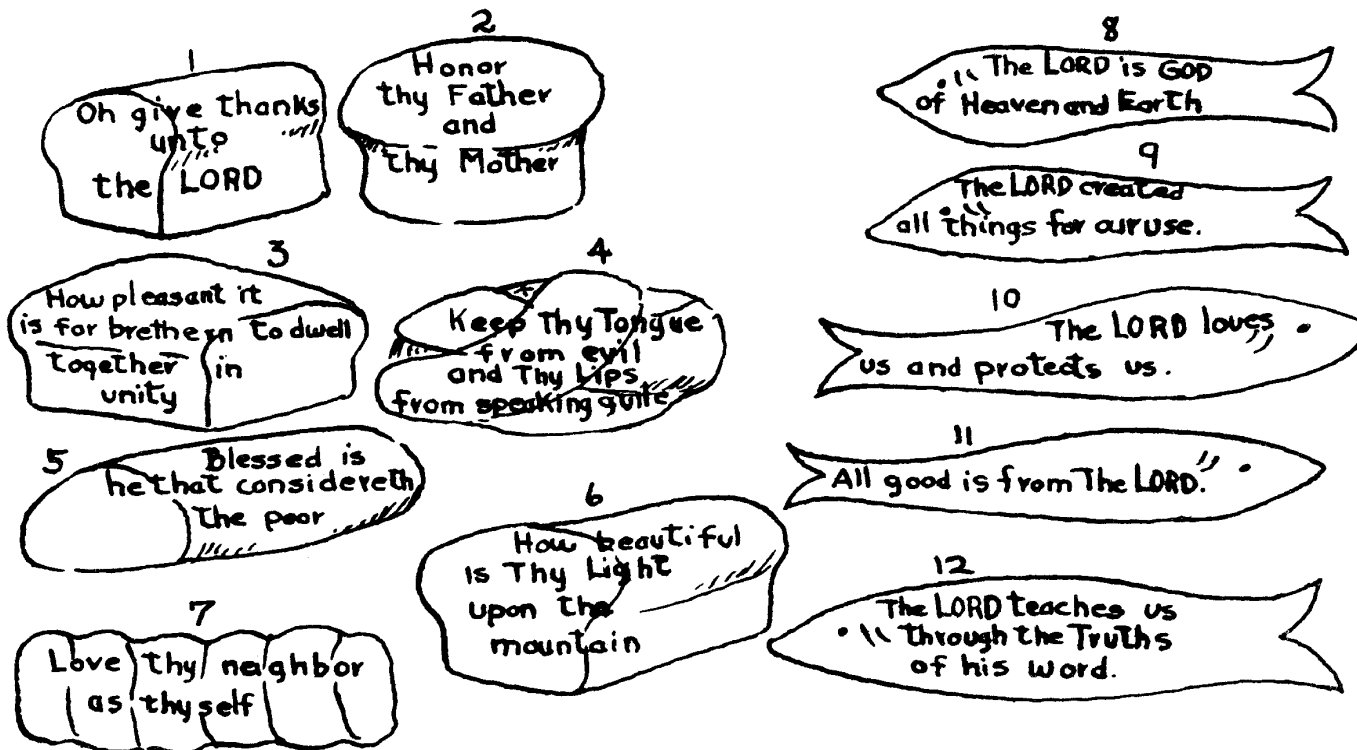 1
Oh give thanks
unto
the LORD
2
Honor
thy Father
and
thy Mother
3
How pleasant it
is for brethern to dwell
together in
unity
4
Keep Thy Tongue
from evil
and Thy Lips
from speaking quile
5
Blessed is
he that considereth
the poor
6
How beautiful
is Thy Light
upon the
mountain
7
Love thy neighbor
as thyself
8
The LORD is GOD
of Heaven and Earth
9
The LORD created
all things for our use.
10
The LORD loves
us and protects us.
11
All good is from The LORD.
12
The LORD teaches us
through the Truths
of his word.